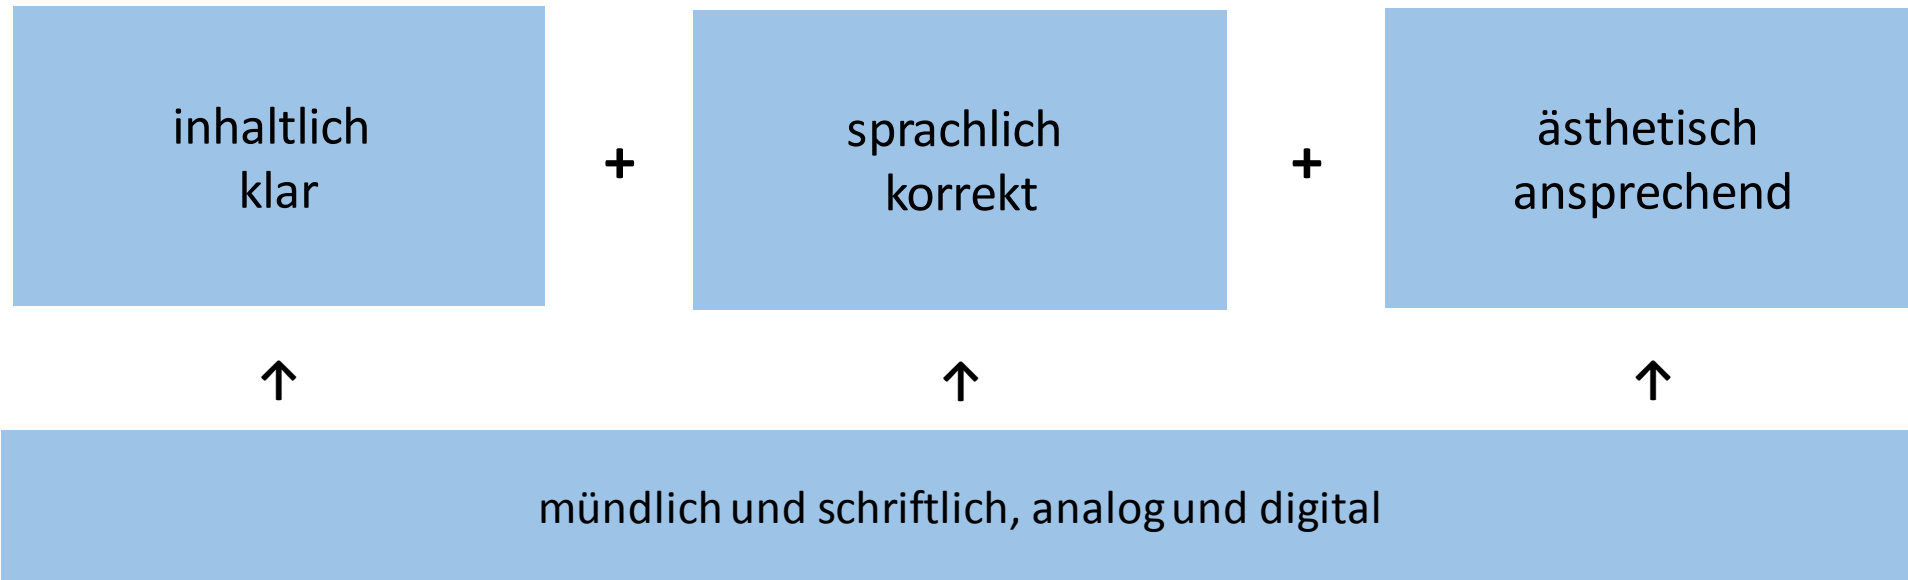 inhaltlich
klar
+
sprachlich
korrekt
+
ästhetisch
ansprechend
↑ ↑ ↑
mündlich und schriftlich, analog und digital